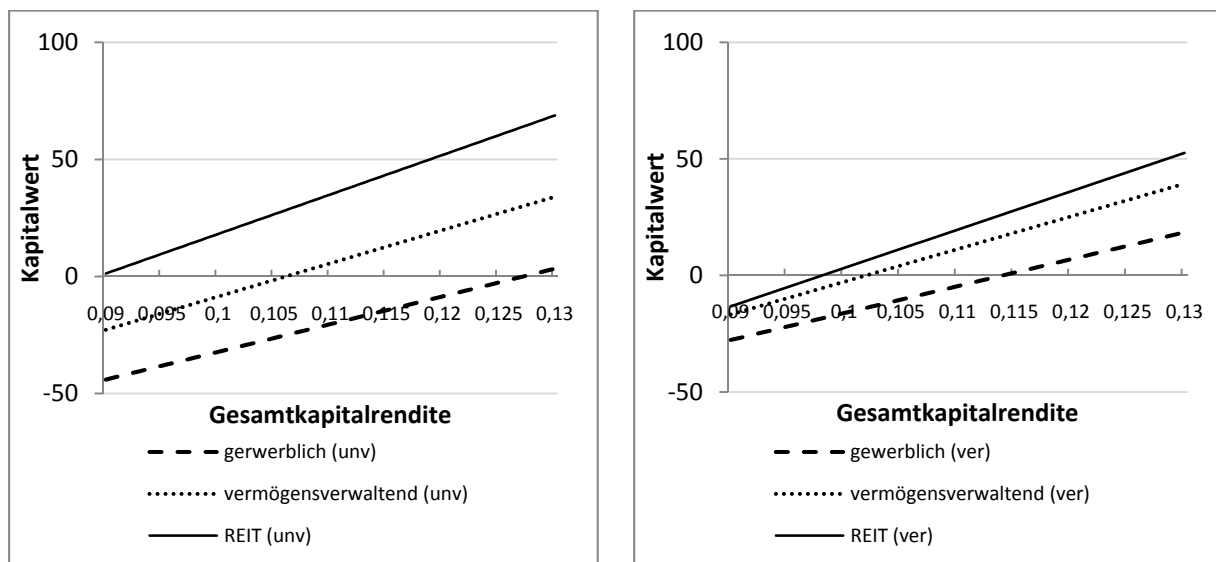 100
50
0
-50
Kapitalwert
0,09 0,095 0,1 0,105 0,11 0,115 0,12 0,125 0,13
Gesamtkapitalrendite
gerwerblich (unv)
vermögensverwaltend (unv)
REIT (unv)
100
50
0
-50
Kapitalwert
0,09 0,095 0,1 0,105 0,11 0,115 0,12 0,125 0,13
Gesamtkapitalrendite
gewerblich (ver)
vermögensverwaltend (ver)
REIT (ver)